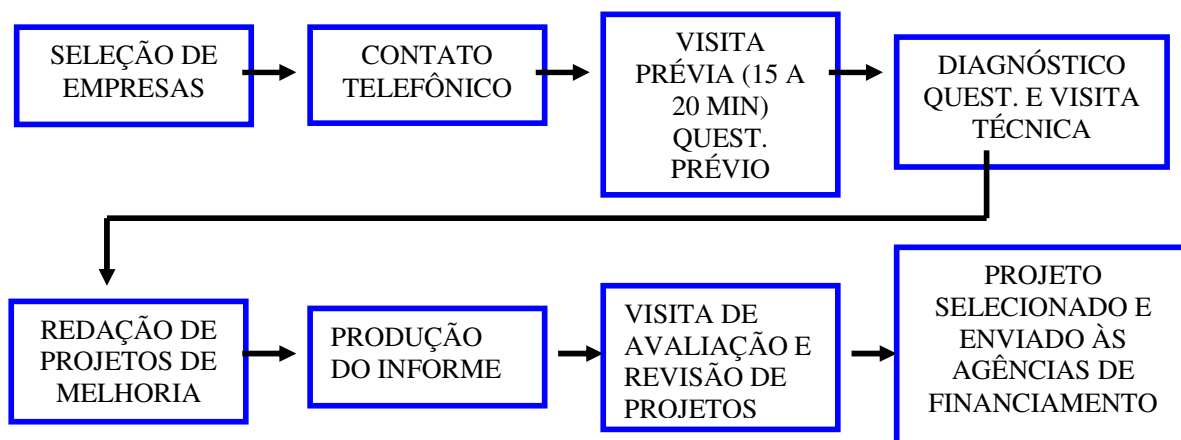 SELEÇÃO DE
EMPRESAS
CONTATO
TELEFÔNICO
VISITA
PRÉVIA (15 A
20 MIN)
QUEST.
PRÉVIO
DIAGNÓSTICO
QUEST. E VISITA
TÉCNICA
REDAÇÃO DE
PROJETOS DE
MELHORIA
PRODUÇÃO
DO INFORME
VISITA DE
AVALIAÇÃO E
REVISÃO DE
PROJETOS
PROJETO
SELECIONADO E
ENVIADO ÀS
AGÊNCIAS DE
FINANCIAMENTO